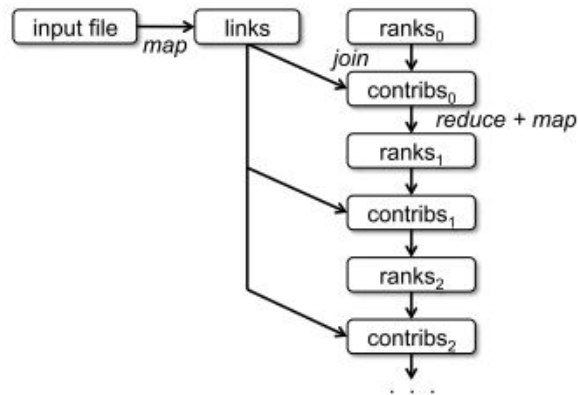 input file
map
links
ranks₀
join
contribs₀
reduce + map
ranks₁
contribs₁
ranks₂
contribs₂
. . .